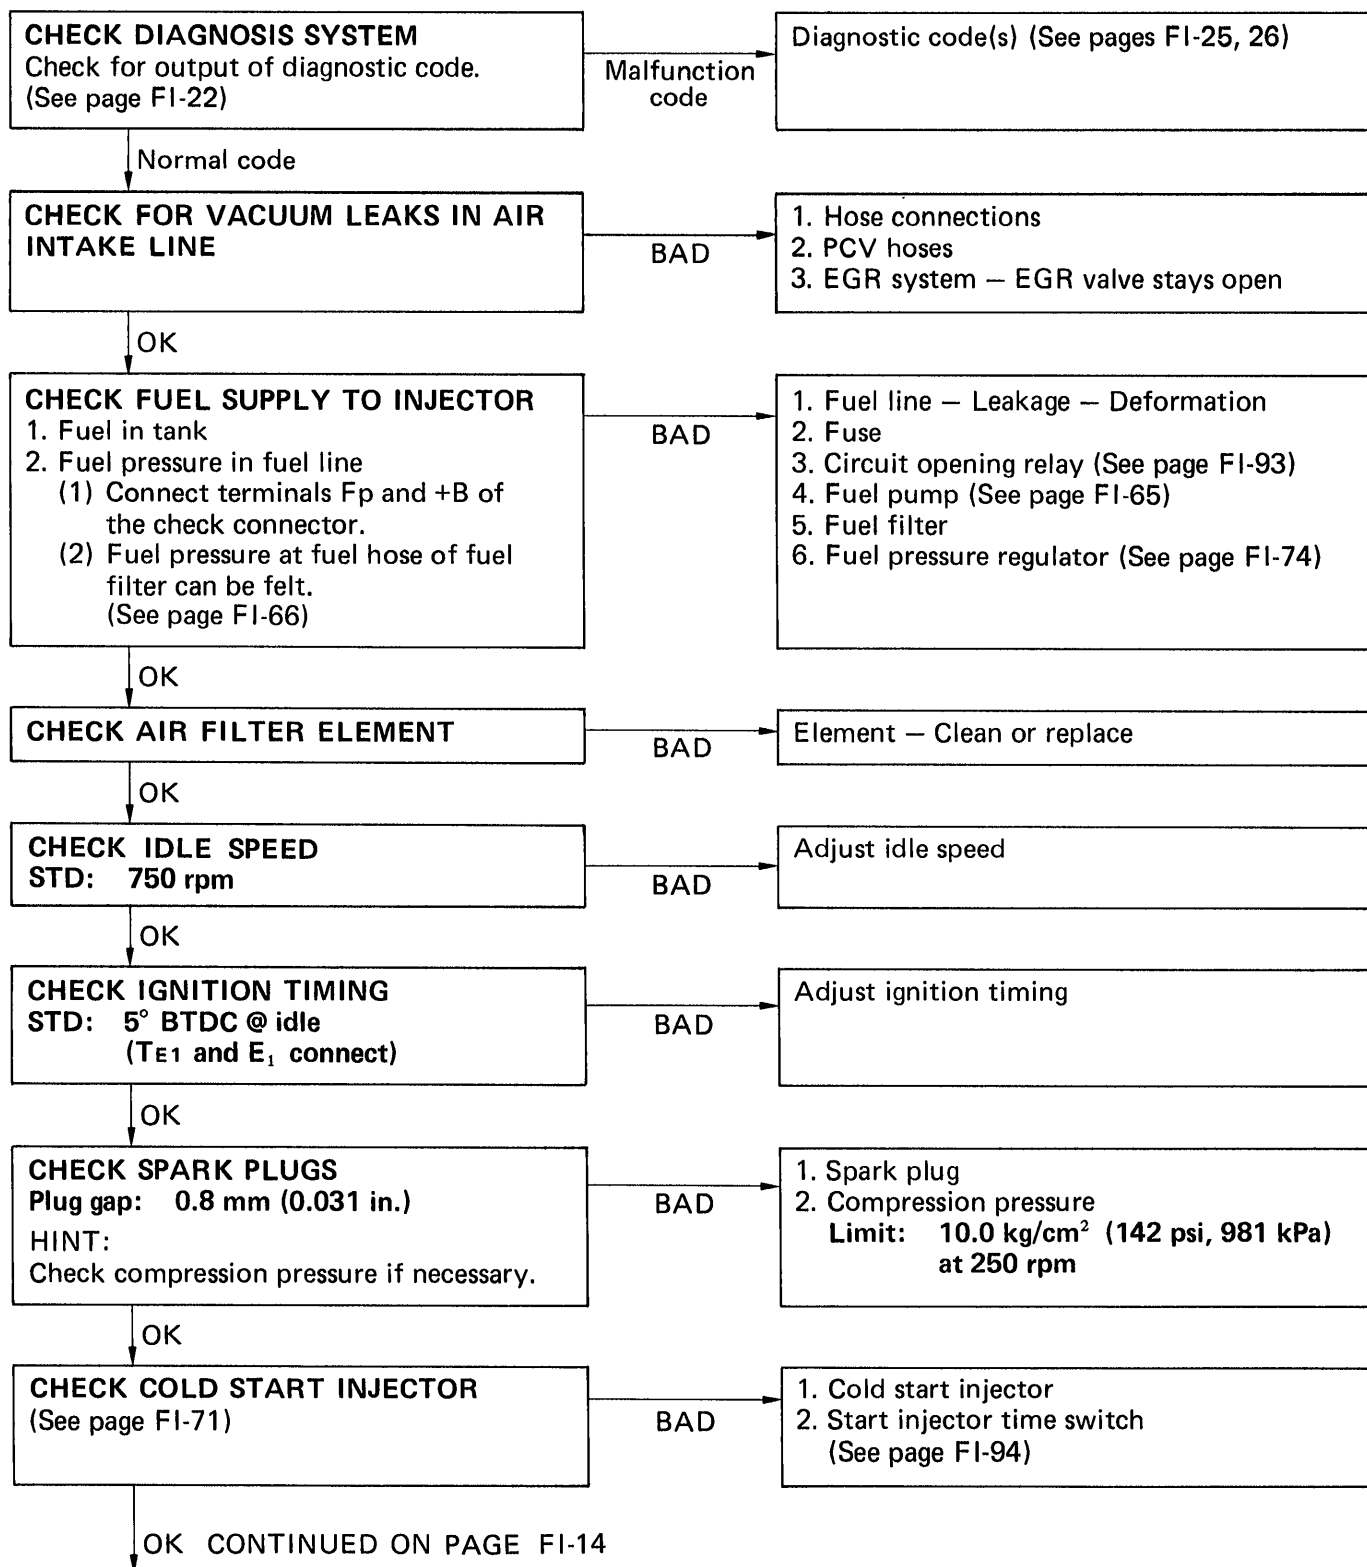 CHECK DIAGNOSIS SYSTEM
Check for output of diagnostic code.
(See page FI-22)
Malfunction
code
Diagnostic code(s) (See pages FI-25, 26)
Normal code
CHECK FOR VACUUM LEAKS IN AIR
INTAKE LINE
BAD
1. Hose connections
2. PCV hoses
3. EGR system — EGR valve stays open
OK
CHECK FUEL SUPPLY TO INJECTOR
1. Fuel in tank
2. Fuel pressure in fuel line
(1) Connect terminals Fp and +B of
the check connector.
(2) Fuel pressure at fuel hose of fuel
filter can be felt.
(See page FI-66)
BAD
1. Fuel line — Leakage — Deformation
2. Fuse
3. Circuit opening relay (See page FI-93)
4. Fuel pump (See page FI-65)
5. Fuel filter
6. Fuel pressure regulator (See page FI-74)
OK
CHECK AIR FILTER ELEMENT
BAD
Element — Clean or replace
OK
CHECK IDLE SPEED
STD: 750 rpm
BAD
Adjust idle speed
OK
CHECK IGNITION TIMING
STD: 5° BTDC @ idle
(TE1 and E₁ connect)
BAD
Adjust ignition timing
OK
CHECK SPARK PLUGS
Plug gap: 0.8 mm (0.031 in.)
HINT:
Check compression pressure if necessary.
BAD
1. Spark plug
2. Compression pressure
Limit: 10.0 kg/cm² (142 psi, 981 kPa)
at 250 rpm
OK
CHECK COLD START INJECTOR
(See page FI-71)
BAD
1. Cold start injector
2. Start injector time switch
(See page FI-94)
OK CONTINUED ON PAGE FI-14